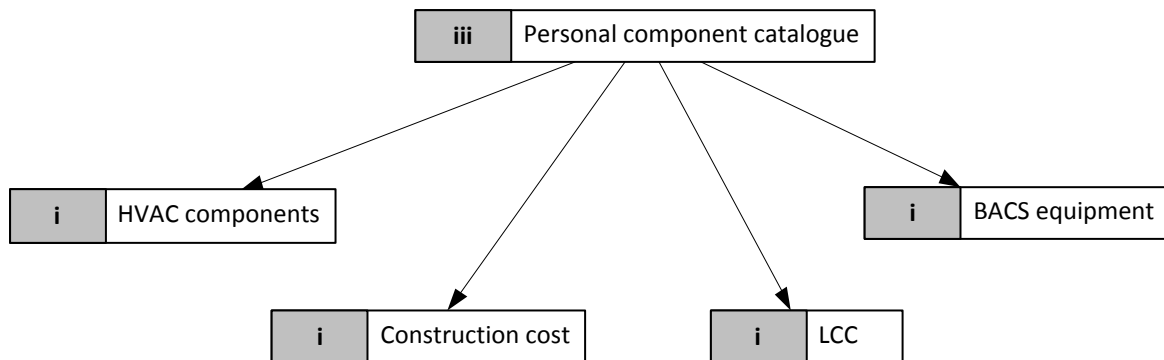 iii Personal component catalogue
i HVAC components
i BACS equipment
i Construction cost
i LCC